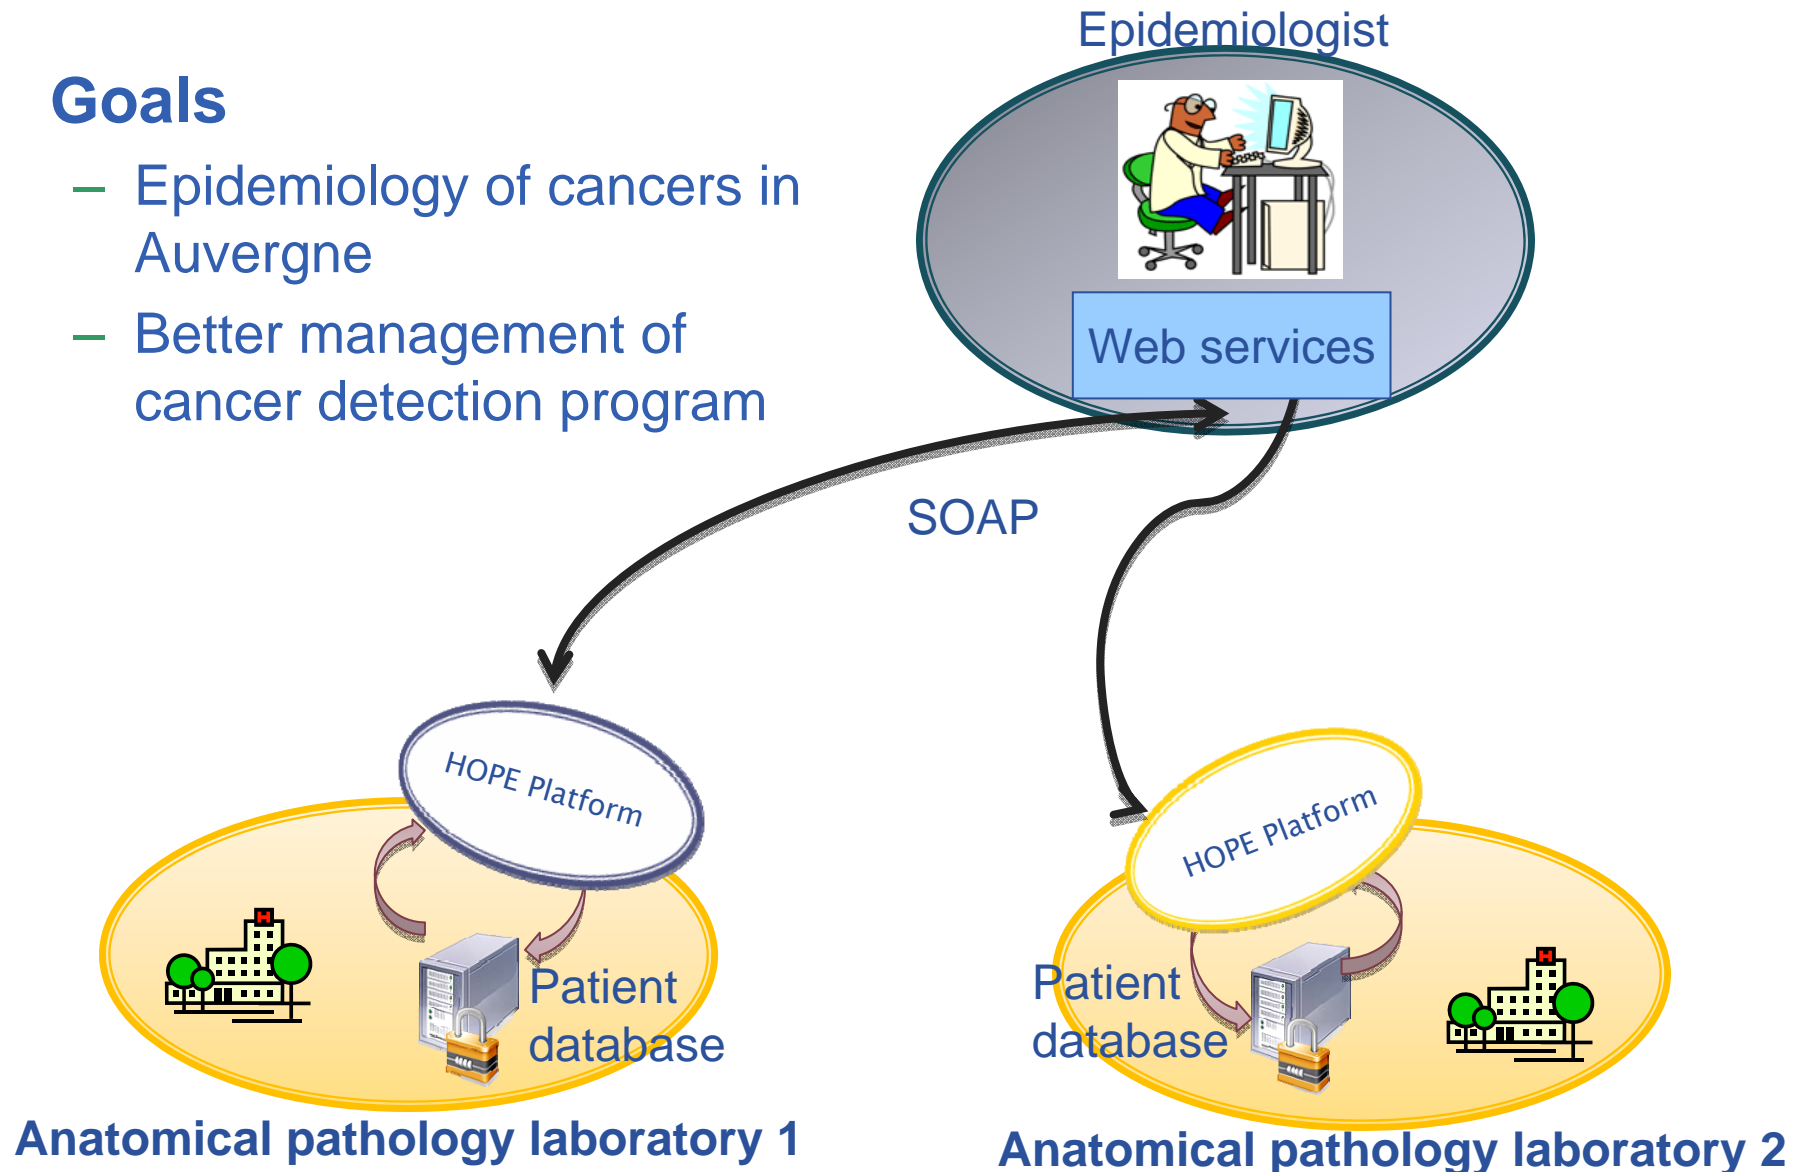 Epidemiologist
Goals
– Epidemiology of cancers in
Auvergne
– Better management of
cancer detection program
Web services
SOAP
HOPE Platform
HOPE Platform
H
H
Patient
database
Patient
database
Anatomical pathology laboratory 1
Anatomical pathology laboratory 2